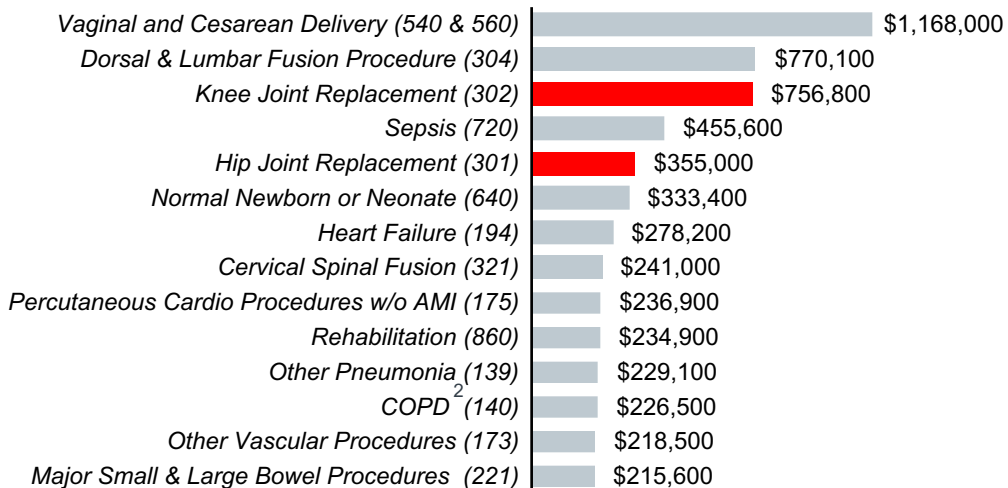 Vaginal and Cesarean Delivery (540 & 560) $1,168,000
Dorsal & Lumbar Fusion Procedure (304) $770,100
Knee Joint Replacement (302) $756,800
Sepsis (720) $455,600
Hip Joint Replacement (301) $355,000
Normal Newborn or Neonate (640) $333,400
Heart Failure (194) $278,200
Cervical Spinal Fusion (321) $241,000
Percutaneous Cardio Procedures w/o AMI (175) $236,900
Rehabilitation (860) $234,900
Other Pneumonia (139) $229,100
COPD 2 (140) $226,500
Other Vascular Procedures (173) $218,500
Major Small & Large Bowel Procedures (221) $215,600